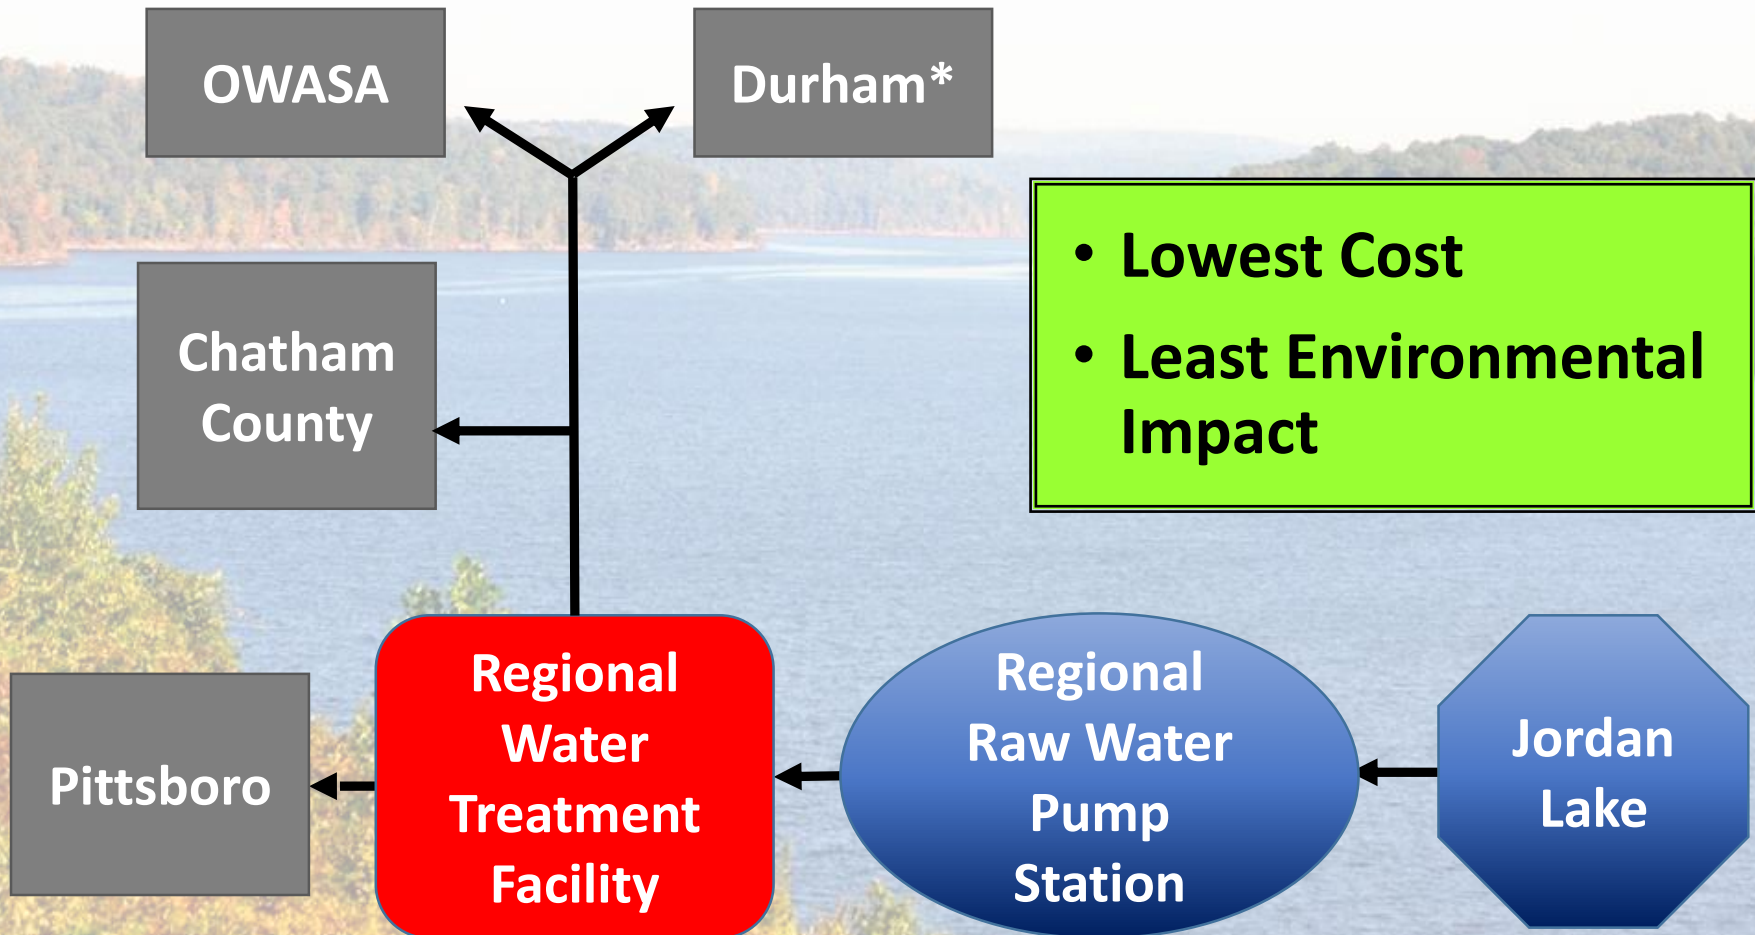 OWASA
Durham*
Chatham
County
• Lowest Cost
• Least Environmental
Impact
Pittsboro
Regional
Water
Treatment
Facility
Regional
Raw Water
Pump
Station
Jordan
Lake